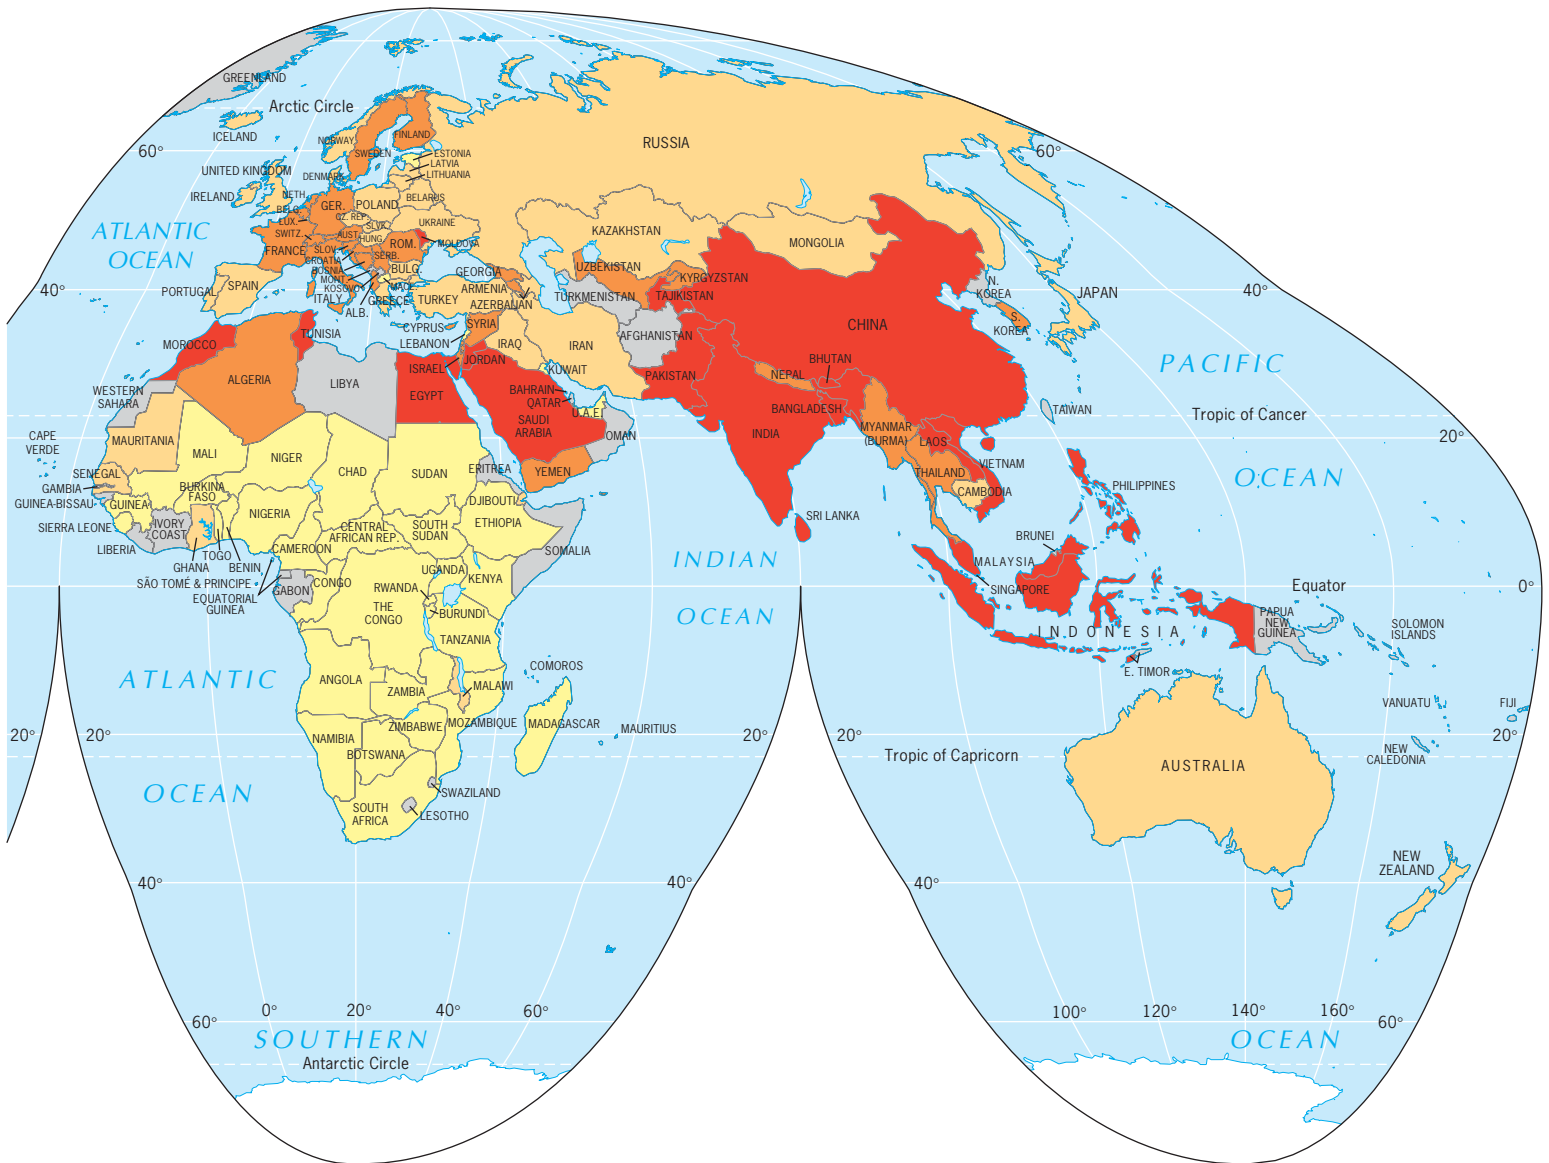 GREENLAND
Arctic Circle
ICELAND
NORWAY
FINLAND
RUSSIA
60°
60°
SWEDEN
ESTONIA
LATVIA
LITHUANIA
UNITED KINGDOM
DENMARK
IRELAND
NETH.
BELG.
GER.
POLAND
BELARUS
LUX.
CZ. REP.
UKRAINE
SLVK.
SWITZ.
AUST.
HUNG.
FRANCE
SLOV.
ROM.
MOLDOVA
CROATIA
SERB.
BOSNIA
BULG.
MONT.
KOSOVO
MACE.
ITALY
GREECE
ALB.
PORTUGAL
SPAIN
TURKEY
GEORGIA
ARMENIA
AZERBAIJAN
KAZAKHSTAN
MONGOLIA
UZBEKISTAN
KYRGYZSTAN
TURKMENISTAN
TAJIKISTAN
N.
KOREA
S.
KOREA
JAPAN
CHINA
ATLANTIC
OCEAN
40°
40°
CYPRUS
LEBANON
SYRIA
IRAQ
IRAN
AFGHANISTAN
ISRAEL
JORDAN
KUWAIT
PAKISTAN
BHUTAN
NEPAL
BANGLADESH
INDIA
MOROCCO
TUNISIA
ALGERIA
LIBYA
EGYPT
BAHRAIN
QATAR
U.A.E.
SAUDI
ARABIA
OMAN
YEMEN
WESTERN
SAHARA
PACIFIC
OCEAN
TAIWAN
Tropic of Cancer
20°
MYANMAR
(BURMA)
LAOS
THAILAND
VIETNAM
CAMBODIA
PHILIPPINES
CAPE
VERDE
MAURITANIA
MALI
NIGER
CHAD
SUDAN
ERITREA
SENEGAL
GAMBIA
GUINEA-BISSAU
GUINEA
BURKINA
FASO
SIERRA LEONE
IVORY
COAST
LIBERIA
GHANA
TOGO
BENIN
NIGERIA
DJIBOUTI
ETHIOPIA
CENTRAL
AFRICAN REP.
SOUTH
SUDAN
CAMEROON
SOMALIA
SÃO TOMÉ & PRINCIPE
EQUATORIAL
GUINEA
GABON
CONGO
UGANDA
KENYA
RWANDA
THE
CONGO
BURUNDI
TANZANIA
SRI LANKA
BRUNEI
MALAYSIA
SINGAPORE
INDIAN
OCEAN
Equator
0°
INDONESIA
PAPUA
NEW
GUINEA
SOLOMON
ISLANDS
E. TIMOR
ATLANTIC
OCEAN
ANGOLA
ZAMBIA
MALAWI
COMOROS
MOZAMBIQUE
ZIMBABWE
MADAGASCAR
MAURITIUS
NAMIBIA
BOTSWANA
SWAZILAND
SOUTH
AFRICA
LESOTHO
VANUATU
FIJI
NEW
CALEDONIA
20°
20°
20°
20°
20°
Tropic of Capricorn
AUSTRALIA
NEW
ZEALAND
40°
40°
40°
0°
20°
40°
60°
100°
120°
140°
160°
60°
60°
SOUTHERN
OCEAN
Antarctic Circle